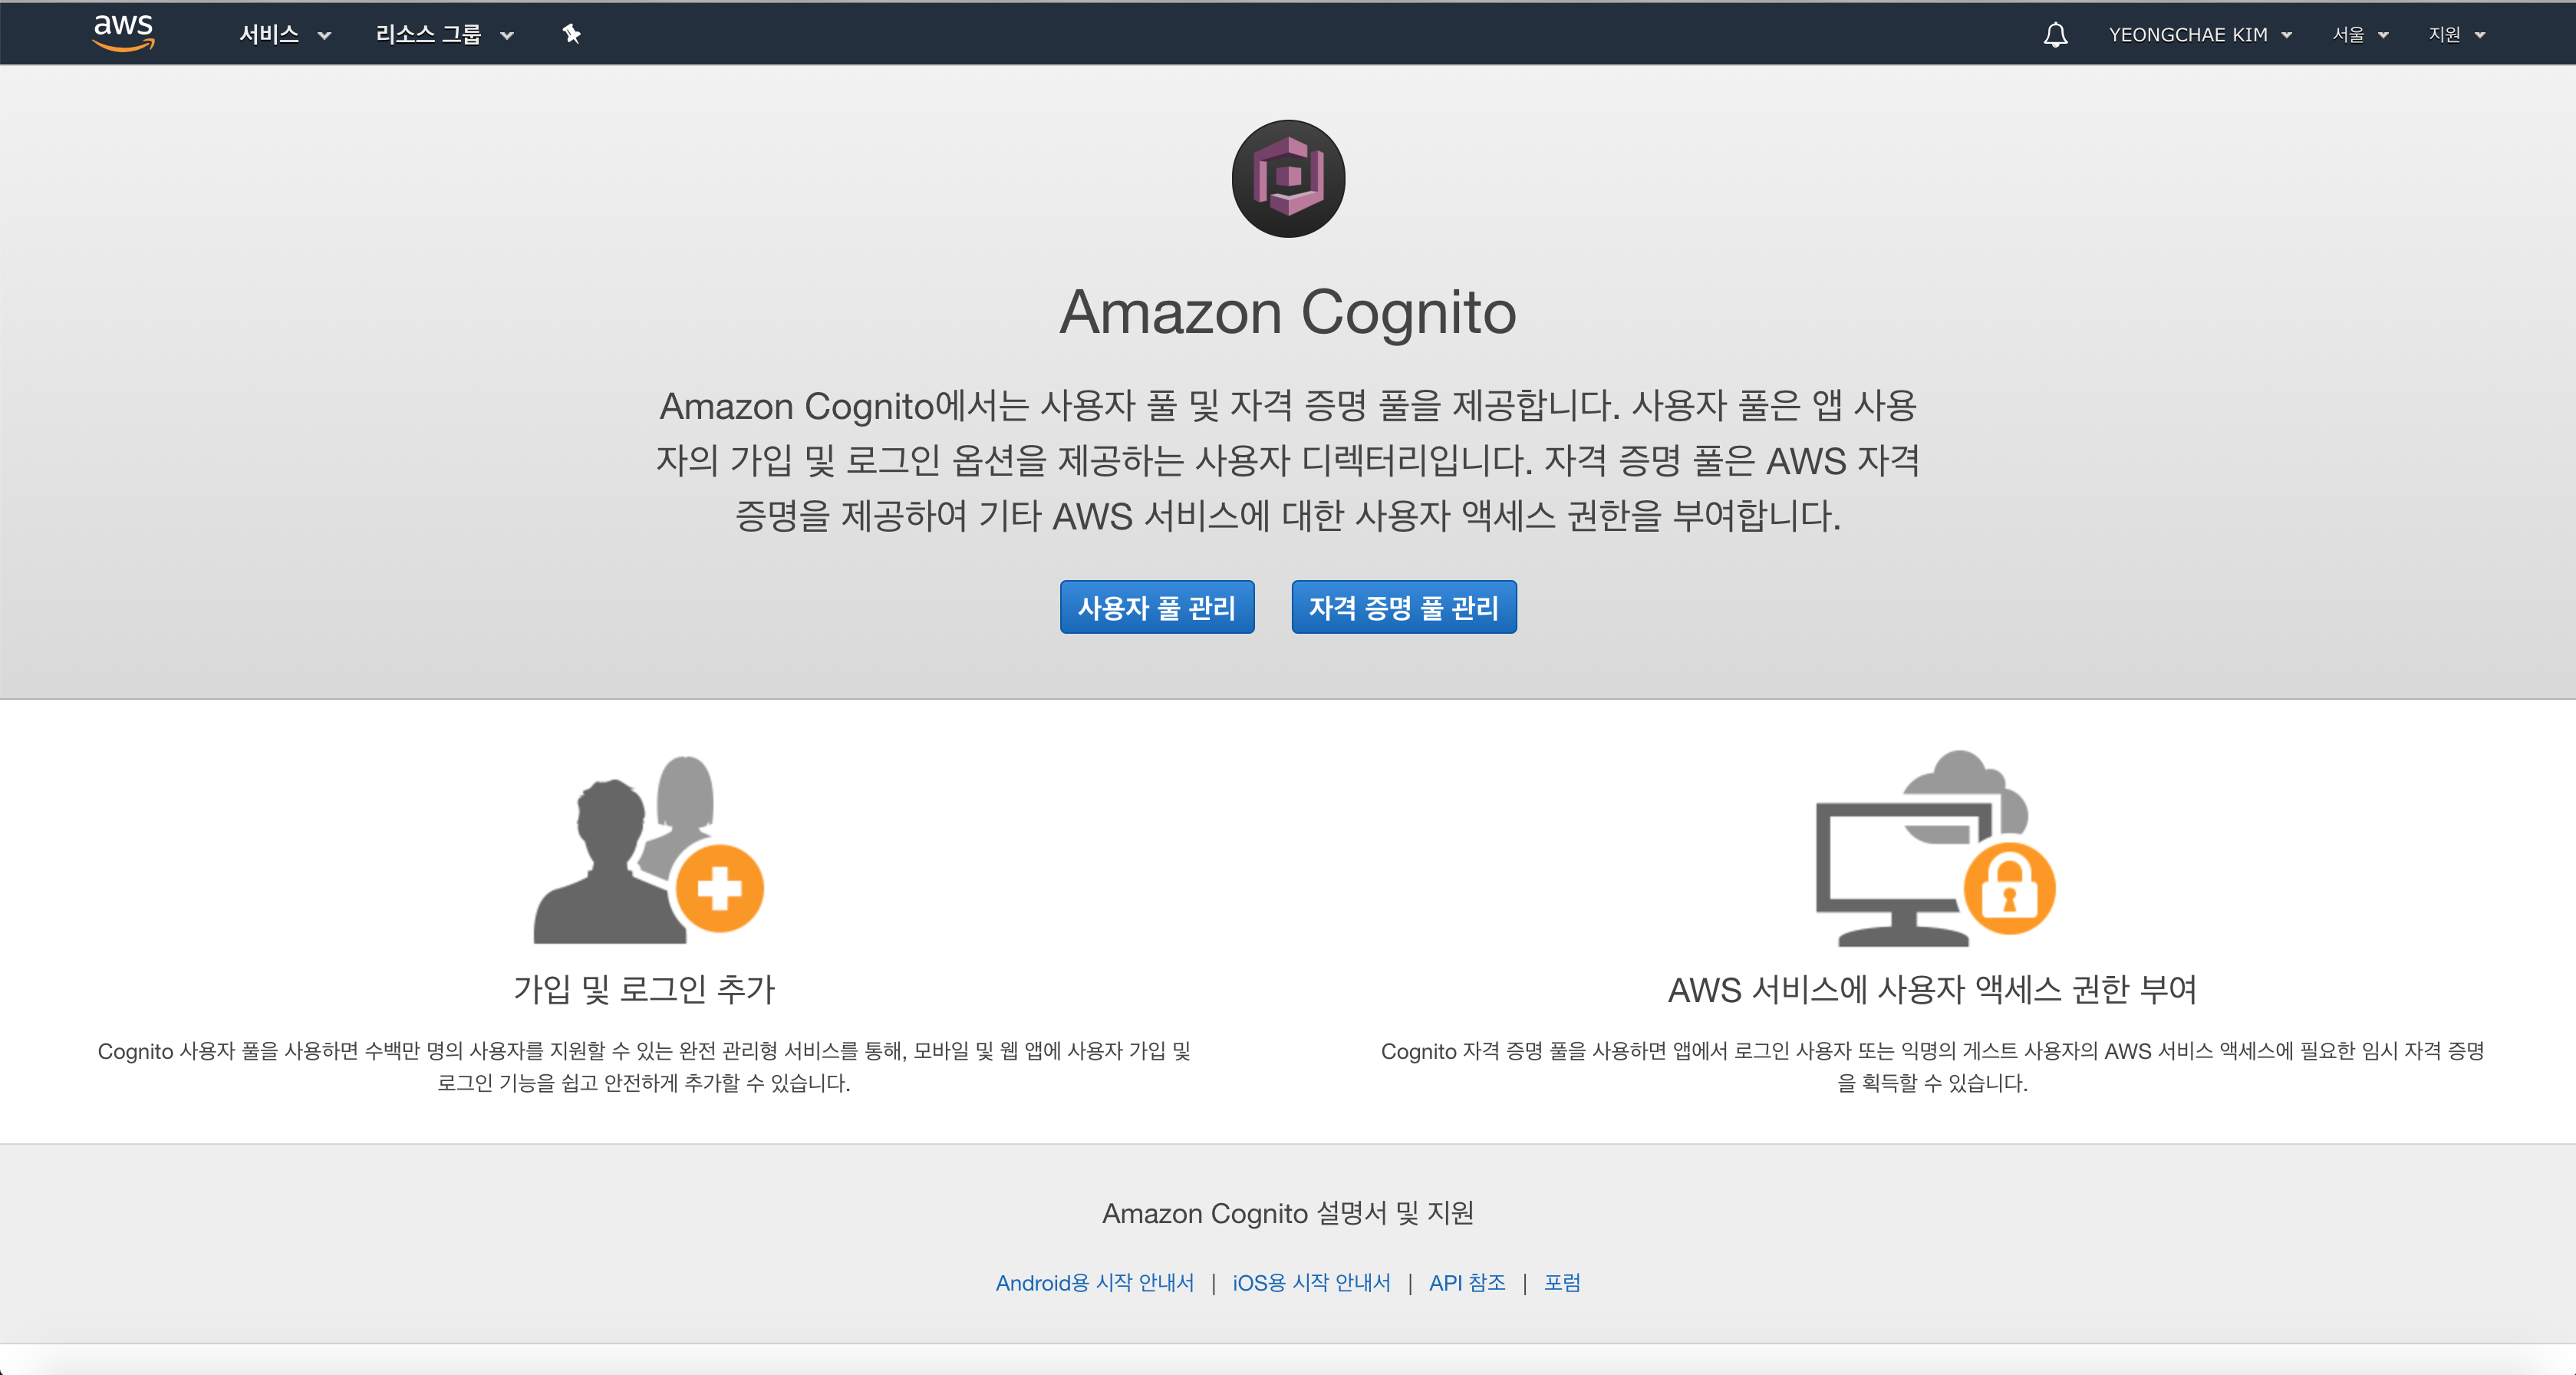 aws 서비스 리소스 그룹 YEONGCHAE KIM 서울 지원
Amazon Cognito
Amazon Cognito에서는 사용자 풀 및 자격 증명 풀을 제공합니다. 사용자 풀은 앱 사용
자의 가입 및 로그인 옵션을 제공하는 사용자 디렉터리입니다. 자격 증명 풀은 AWS 자격
증명을 제공하여 기타 AWS 서비스에 대한 사용자 액세스 권한을 부여합니다.
사용자 풀 관리 자격 증명 풀 관리
가입 및 로그인 추가
Cognito 사용자 풀을 사용하면 수백만 명의 사용자를 지원할 수 있는 완전 관리형 서비스를 통해, 모바일 및 웹 앱에 사용자 가입 및
로그인 기능을 쉽고 안전하게 추가할 수 있습니다.
AWS 서비스에 사용자 액세스 권한 부여
Cognito 자격 증명 풀을 사용하면 앱에서 로그인 사용자 또는 익명의 게스트 사용자의 AWS 서비스 액세스에 필요한 임시 자격 증명
을 획득할 수 있습니다.
Amazon Cognito 설명서 및 지원
Android용 시작 안내서 | iOS용 시작 안내서 | API 참조 | 포럼